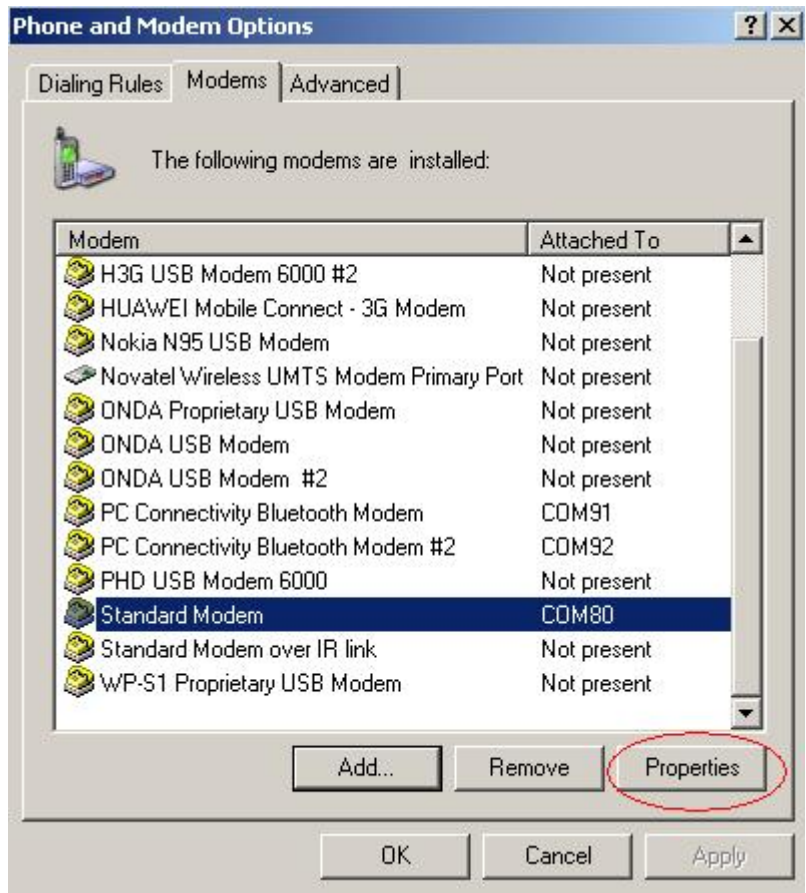 Phone and Modem Options
Dialing Rules Modems Advanced
The following modems are installed:
Modem Attached To
H3G USB Modem 6000 #2 Not present
HUAWEI Mobile Connect - 3G Modem Not present
Nokia N95 USB Modem Not present
Novatel Wireless UMTS Modem Primary Port Not present
ONDA Proprietary USB Modem Not present
ONDA USB Modem Not present
ONDA USB Modem #2 Not present
PC Connectivity Bluetooth Modem COM91
PC Connectivity Bluetooth Modem #2 COM92
PHD USB Modem 6000 Not present
Standard Modem COM80
Standard Modem over IR link Not present
WP-S1 Proprietary USB Modem Not present
Add... Remove Properties
OK Cancel Apply